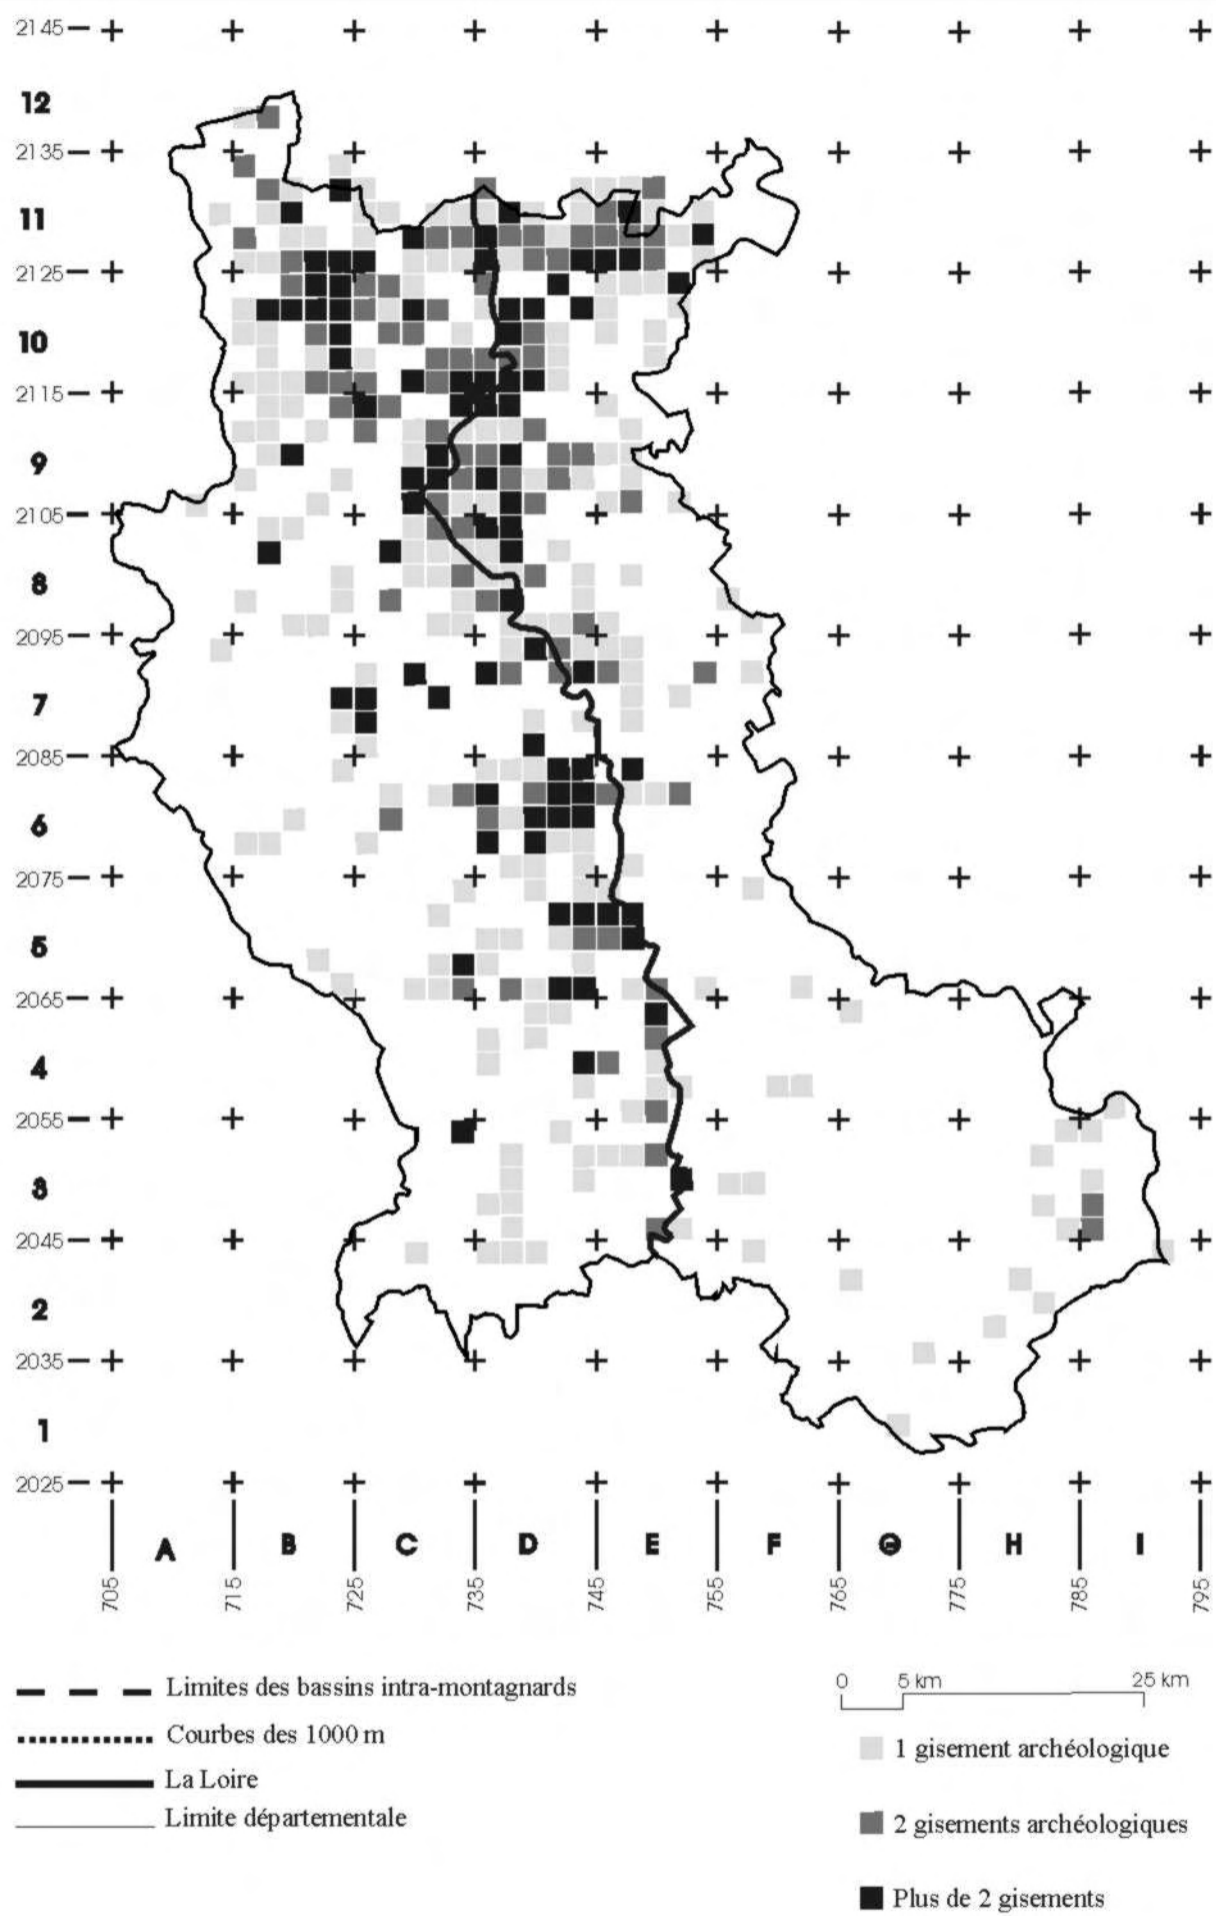 2145
12
2135
11
2125
10
2115
9
2105
8
2095
7
2085
6
2075
5
2065
4
2055
3
2045
2
2035
1
2025
A B C D E F G H I
705 715 725 735 745 755 765 775 785 795
Limites des bassins intra-montagnards
Courbes des 1000 m
La Loire
Limite départementale
0 5 km 25 km
1 gisement archéologique
2 gisements archéologiques
Plus de 2 gisements